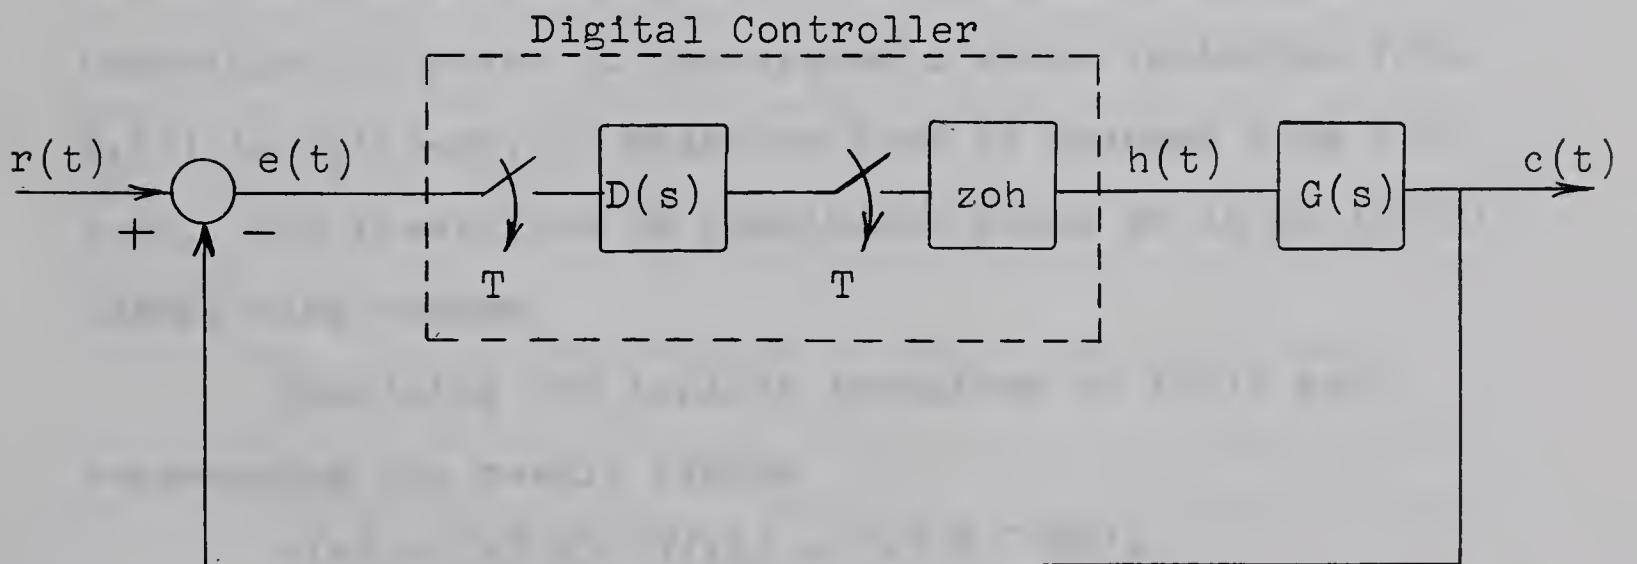 Digital Controller
r(t)
e(t)
D(s)
zoh
h(t)
G(s)
c(t)
+
−
T
T